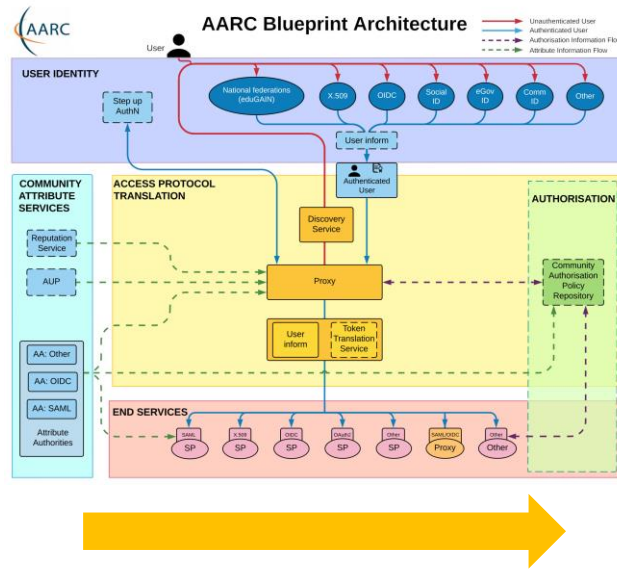 AARC
AARC Blueprint Architecture
Unauthenticated User
Authenticated User
Authorisation Information Flo
Attribute Information Flow
User
USER IDENTITY
Step up
AuthN
National federations
(eduGAIN)
X.509
OIDC
Social
ID
eGov
ID
Comm
ID
Other
User inform
Authenticated
User
COMMUNITY
ATTRIBUTE
SERVICES
ACCESS PROTOCOL
TRANSLATION
AUTHORISATION
Discovery
Service
Reputation
Service
AUP
Proxy
Community
Authorisation
Policy
Repository
User
inform
Token
Translation
Service
AA: Other
AA: OIDC
AA: SAML
Attribute
Authorities
END SERVICES
SAML
SP
X.509
SP
OIDC
SP
OAuth2
SP
Other
SP
SAML/OIDC
Proxy
Other
Other